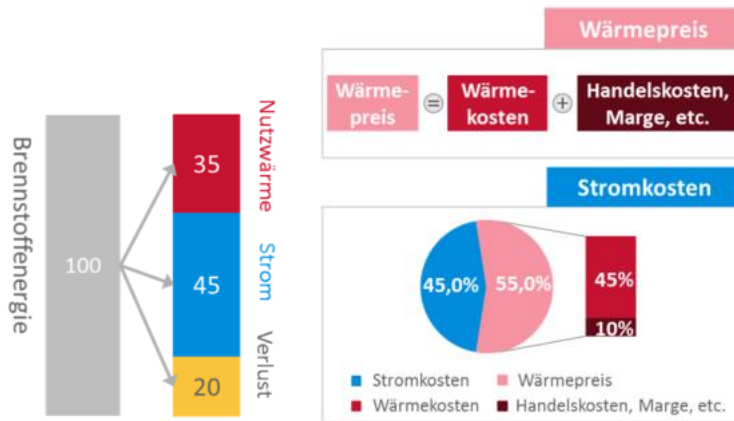 Brennstoffenergie
100
35
45
20
Nutzwärme
Strom
Verlust
Wärmepreis
Wärme-
preis
=
Wärme-
kosten
+
Handelskosten,
Marge, etc.
Stromkosten
45,0%
55,0%
45%
10%
Stromkosten
Wärmepreis
Wärmekosten
Handelskosten, Marge, etc.